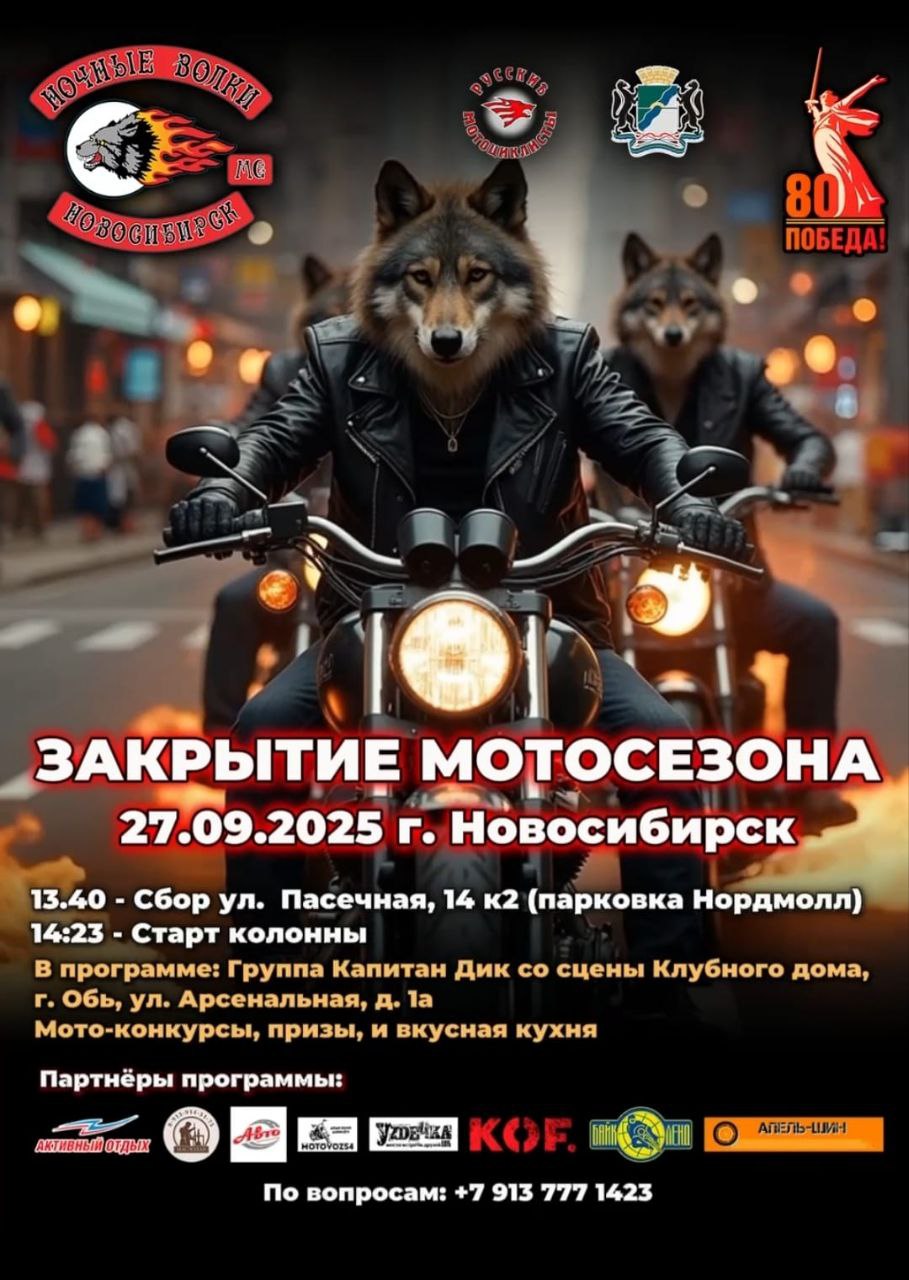 НОЧНЫЕ ВОЛКИ
MG
НОВОСИБИРСК
РУССКИЕ
МОТОЦИКЛИСТЫ
80
ПОБЕДА!
ЗАКРЫТИЕ МОТОСЕЗОНА
27.09.2025 г. Новосибирск
13.40 - Сбор ул. Пасечная, 14 к2 (парковка Нордмолл)
14:23 - Старт колонны
В программе: Группа Капитан Дик со сцены Клубного дома,
г. Обь, ул. Арсенальная, д. 1а
Мото-конкурсы, призы, и вкусная кухня
Партнёры программы:
АКТИВНЫЙ ОТДЫХ
Авто
MOTOVOZ54
УZDEЧKA
KOF.
БАЙК ЛЕНД
АПЕЛЬ-ШИН
По вопросам: +7 913 777 1423